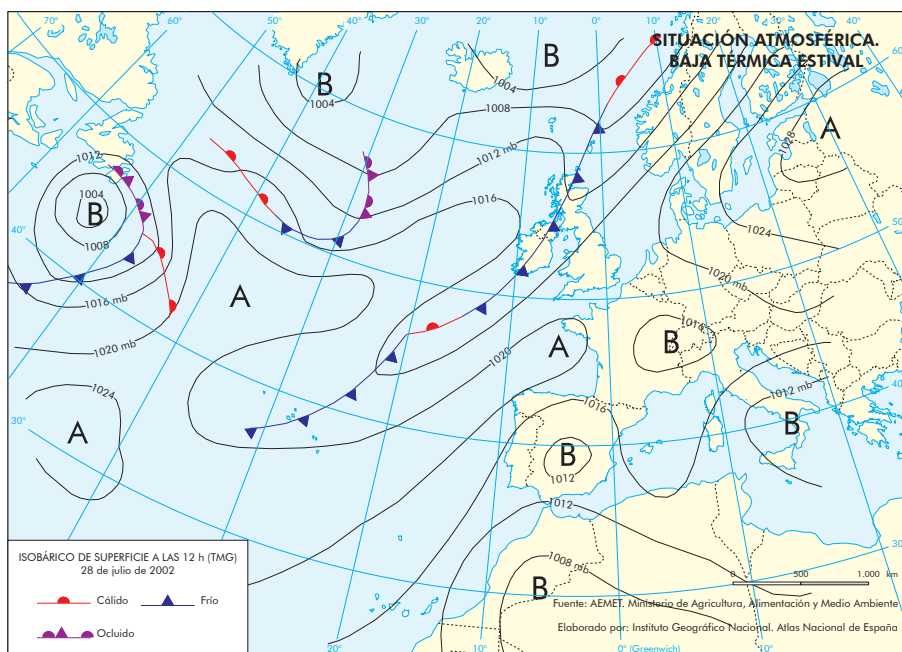 70°
60°
50°
40°
30°
20°
10°
0°
10°
20°
30°
40°
60°
SITUACIÓN ATMOSFÉRICA.
BAJA TÉRMICA ESTIVAL
B
1004
B
1004
1008
1012 mb
1016
A
1028
1012
1004
B
1008
1016 mb
1020 mb
40°
50°
1024
1020
A
1020
A
1016
B
1012 mb
B
40°
1024
A
30°
1016
B
1012
1012
1008 mb
B
30°
ISOBÁRICO DE SUPERFICIE A LAS 12 h (TMG)
28 de julio de 2002
Cálido
Frío
Ocluido
0
500
1.000 km
Fuente: AEMET. Ministerio de Agricultura, Alimentación y Medio Ambiente
Elaborado por: Instituto Geográfico Nacional. Atlas Nacional de España
20°
10°
0° (Greenwich)
10°